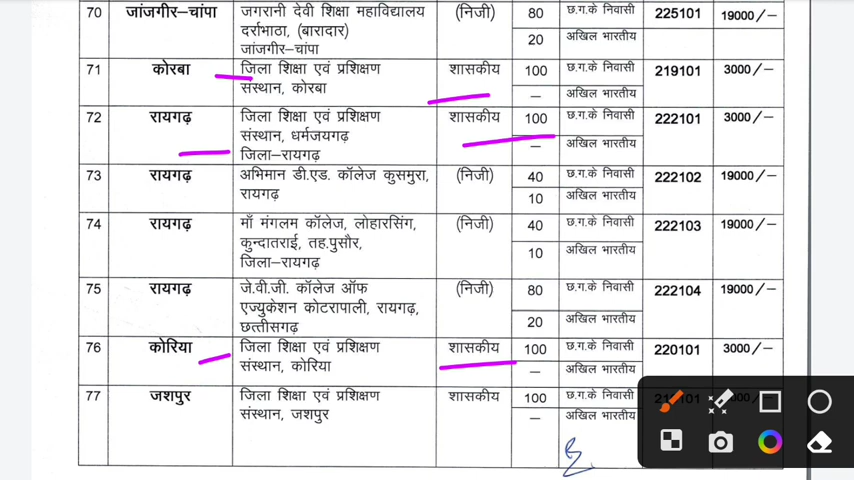 70 जांजगीर–चांपा जगरानी देवी शिक्षा महाविद्यालय (निजी) 80 छ.ग.के निवासी 225101 19000/–
दर्राभाठा, (बारादार) 20 अखिल भारतीय
जांजगीर–चांपा
71 कोरबा जिला शिक्षा एवं प्रशिक्षण शासकीय 100 छ.ग.के निवासी 219101 3000/–
संस्थान, कोरबा – अखिल भारतीय
72 रायगढ़ जिला शिक्षा एवं प्रशिक्षण शासकीय 100 छ.ग.के निवासी 222101 3000/–
संस्थान, धर्मजयगढ़ – अखिल भारतीय
जिला–रायगढ़
73 रायगढ़ अभिमान डी.एड. कॉलेज कुसमुरा, (निजी) 40 छ.ग.के निवासी 222102 19000/–
रायगढ़ 10 अखिल भारतीय
74 रायगढ़ माँ मंगलम कॉलेज, लोहारसिंग, (निजी) 40 छ.ग.के निवासी 222103 19000/–
कुन्दातराई, तह.पुसौर, 10 अखिल भारतीय
जिला–रायगढ़
75 रायगढ़ जे.वी.जी. कॉलेज ऑफ (निजी) 80 छ.ग.के निवासी 222104 19000/–
एज्युकेशन कोटरापाली, रायगढ़, 20 अखिल भारतीय
छत्तीसगढ़
76 कोरिया जिला शिक्षा एवं प्रशिक्षण शासकीय 100 छ.ग.के निवासी 220101 3000/–
संस्थान, कोरिया – अखिल भारतीय
77 जशपुर जिला शिक्षा एवं प्रशिक्षण शासकीय 100 छ.ग.के निवासी
संस्थान, जशपुर – अखिल भारतीय